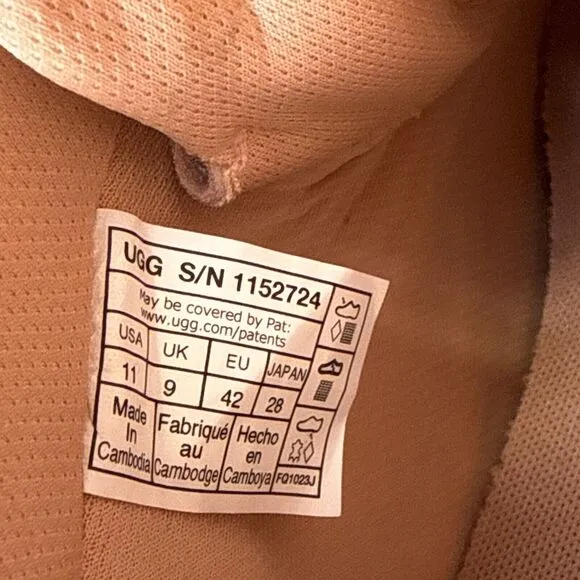 UGG S/N 1152724
May be covered by Pat:
www.ugg.com/patents
USA UK EU JAPAN
11 9 42 28
Made In Cambodia
Fabriqué au Cambodge
Hecho en Camboya
FQ1023J